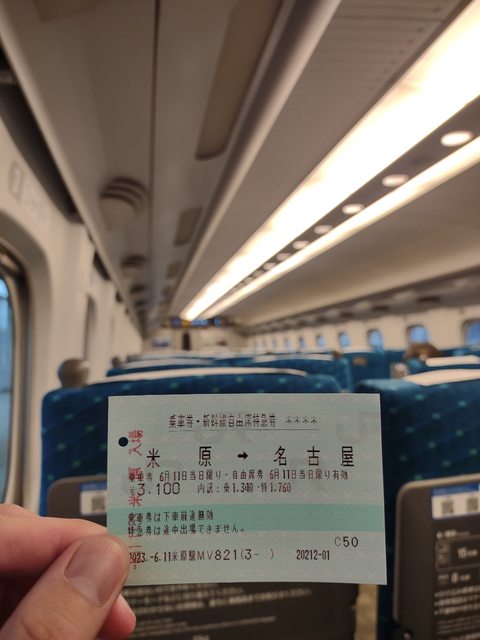 乗車券・新幹線自由席特急券
米原 → 名古屋
乗車券 6月11日当日限り・自由席券 6月11日当日限り有効
3,100 内訳:乗1,340・特1,760
乗車券は下車前途無効
特急券は途中出場できません。
C50
2023.-6.11米原駅MV821(3- ) 20212-01